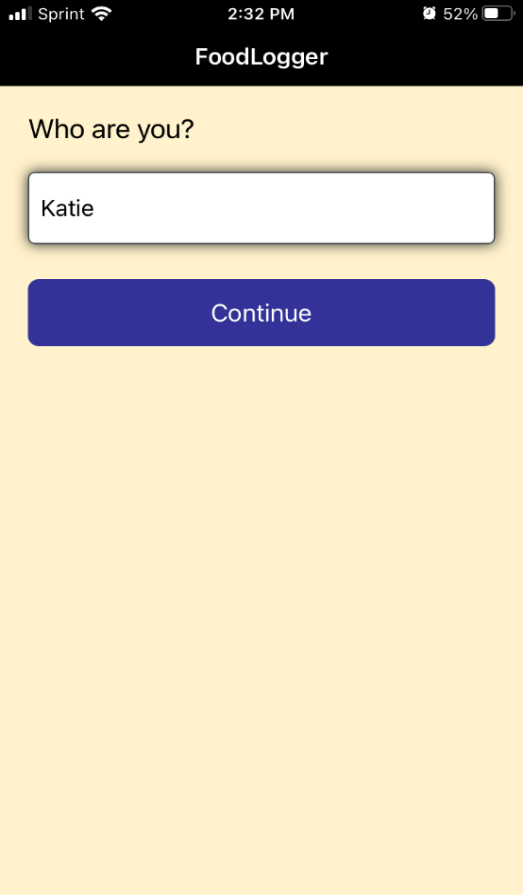 Sprint 2:32 PM 52%
FoodLogger
Who are you?
Katie
Continue